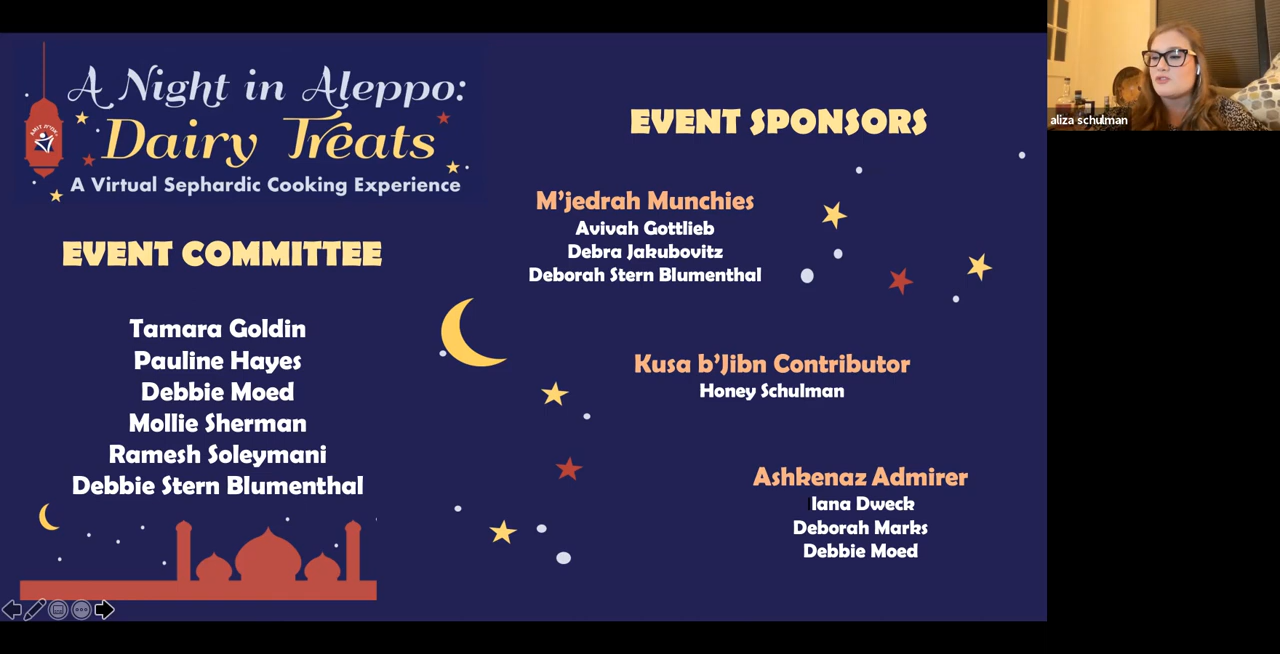 A Night in Aleppo:
Dairy Treats
A Virtual Sephardic Cooking Experience
EVENT COMMITTEE
Tamara Goldin
Pauline Hayes
Debbie Moed
Mollie Sherman
Ramesh Soleymani
Debbie Stern Blumenthal
EVENT SPONSORS
M'jedrah Munchies
Avivah Gottlieb
Debra Jakubovitz
Deborah Stern Blumenthal
Kusa b'Jibn Contributor
Honey Schulman
Ashkenaz Admirer
Ilana Dweck
Deborah Marks
Debbie Moed
aliza schulman